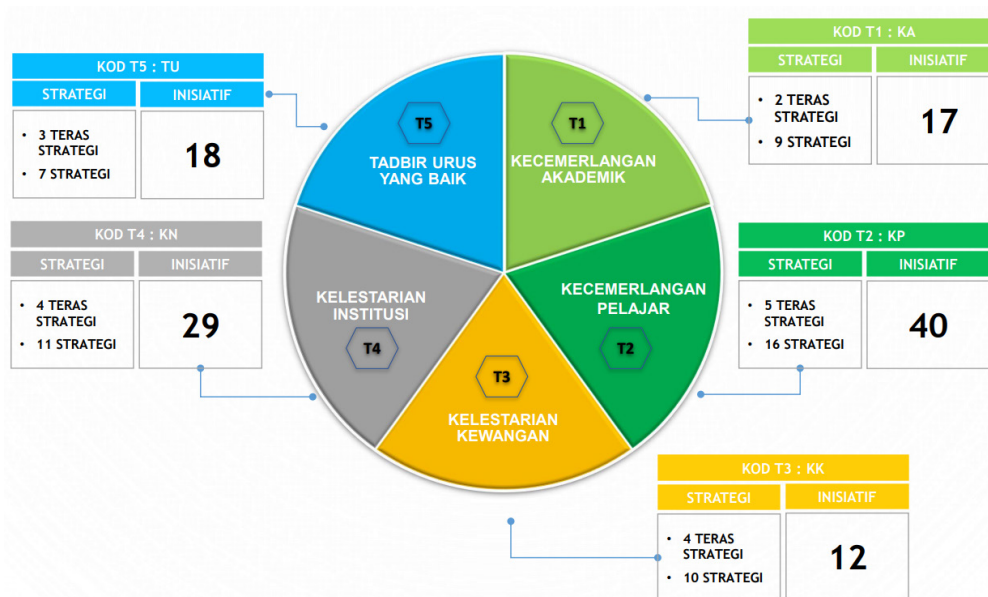 KOD T1 : KA
STRATEGI
INISIATIF
• 2 TERAS
STRATEGI
• 9 STRATEGI
17
KOD T5 : TU
STRATEGI
INISIATIF
• 3 TERAS
STRATEGI
• 7 STRATEGI
18
T5
TADBIR URUS
YANG BAIK
T1
KECEMERLANGAN
AKADEMIK
KOD T4 : KN
STRATEGI
INISIATIF
• 4 TERAS
STRATEGI
• 11 STRATEGI
29
KELESTARIAN
INSTITUSI
T4
KECEMERLANGAN
PELAJAR
T2
KOD T2 : KP
STRATEGI
INISIATIF
• 5 TERAS
STRATEGI
• 16 STRATEGI
40
T3
KELESTARIAN
KEWANGAN
KOD T3 : KK
STRATEGI
INISIATIF
• 4 TERAS
STRATEGI
• 10 STRATEGI
12